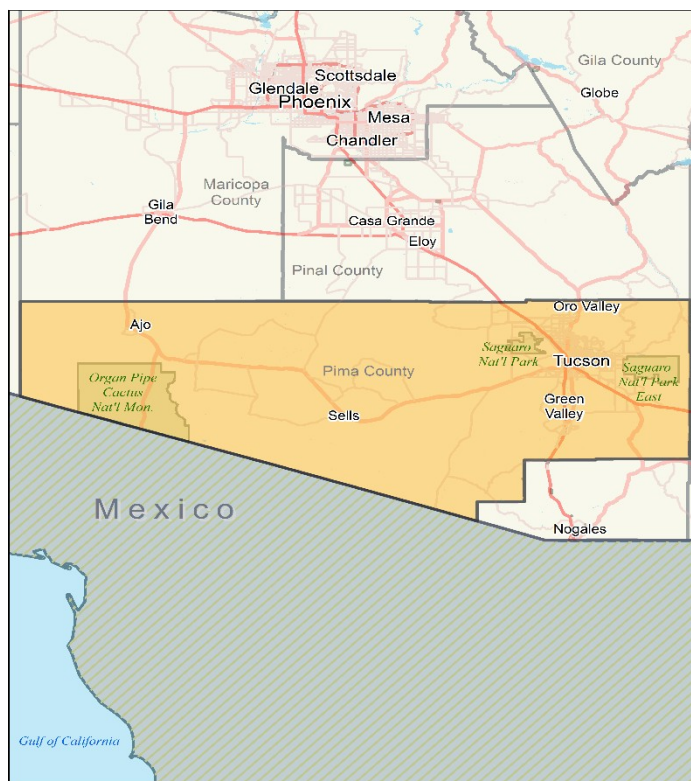 Gila County
Scottsdale
Glendale
Globe
Phoenix
Mesa
Chandler
Maricopa
County
Gila
Bend
Casa Grande
Eloy
Pinal County
Oro Valley
Ajo
Saguaro
Nat'l Park
Tucson
Pima County
Saguaro
Nat'l Park
East
Organ Pipe
Cactus
Nat'l Mon.
Green
Valley
Sells
Mexico
Nogales
Gulf of California